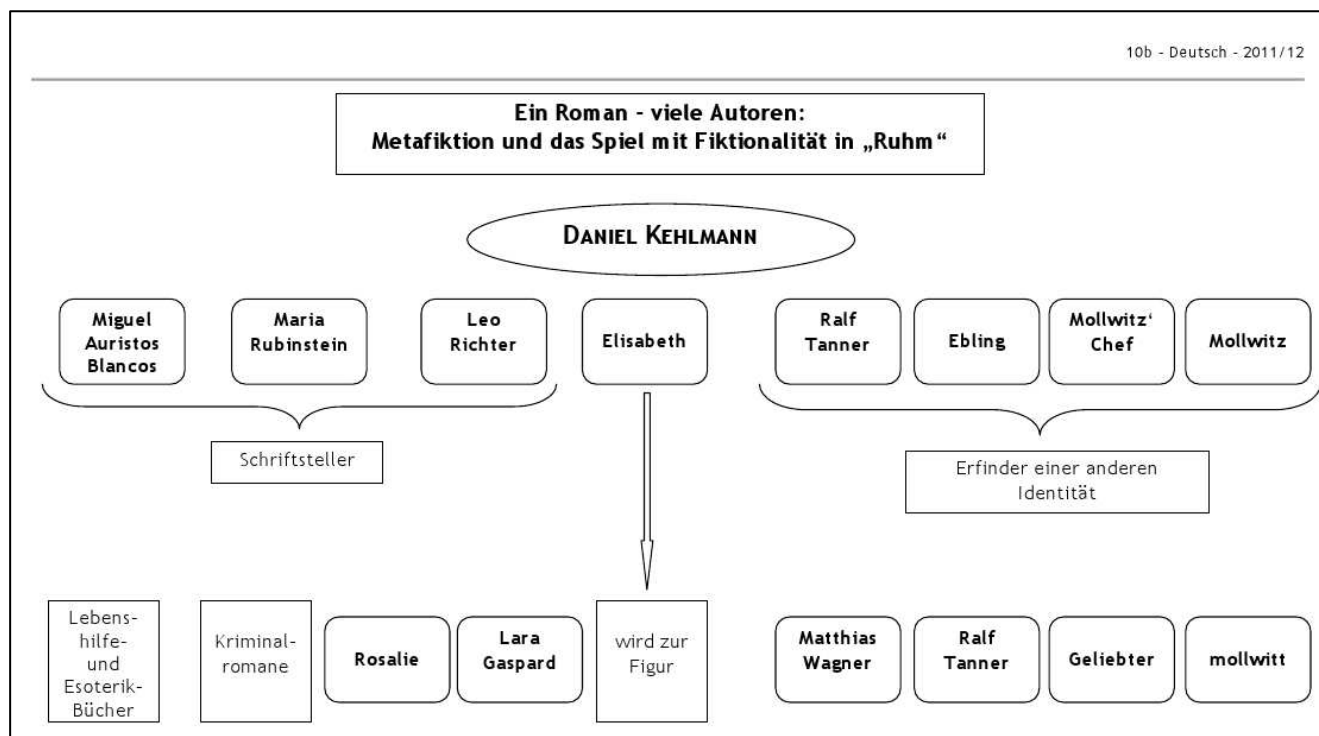 10b - Deutsch - 2011/12
Ein Roman - viele Autoren:
Metafiktion und das Spiel mit Fiktionalität in „Ruhm“
DANIEL KEHLMANN
Miguel
Auristos
Blancos
Maria
Rubinstein
Leo
Richter
Elisabeth
Ralf
Tanner
Ebling
Mollwitz‘
Chef
Mollwitz
Schriftsteller
Erfinder einer anderen
Identität
Lebens-
hilfe-
und
Esoterik-
Bücher
Kriminal-
romane
Rosalie
Lara
Gaspard
wird zur
Figur
Matthias
Wagner
Ralf
Tanner
Geliebter
mollwitt